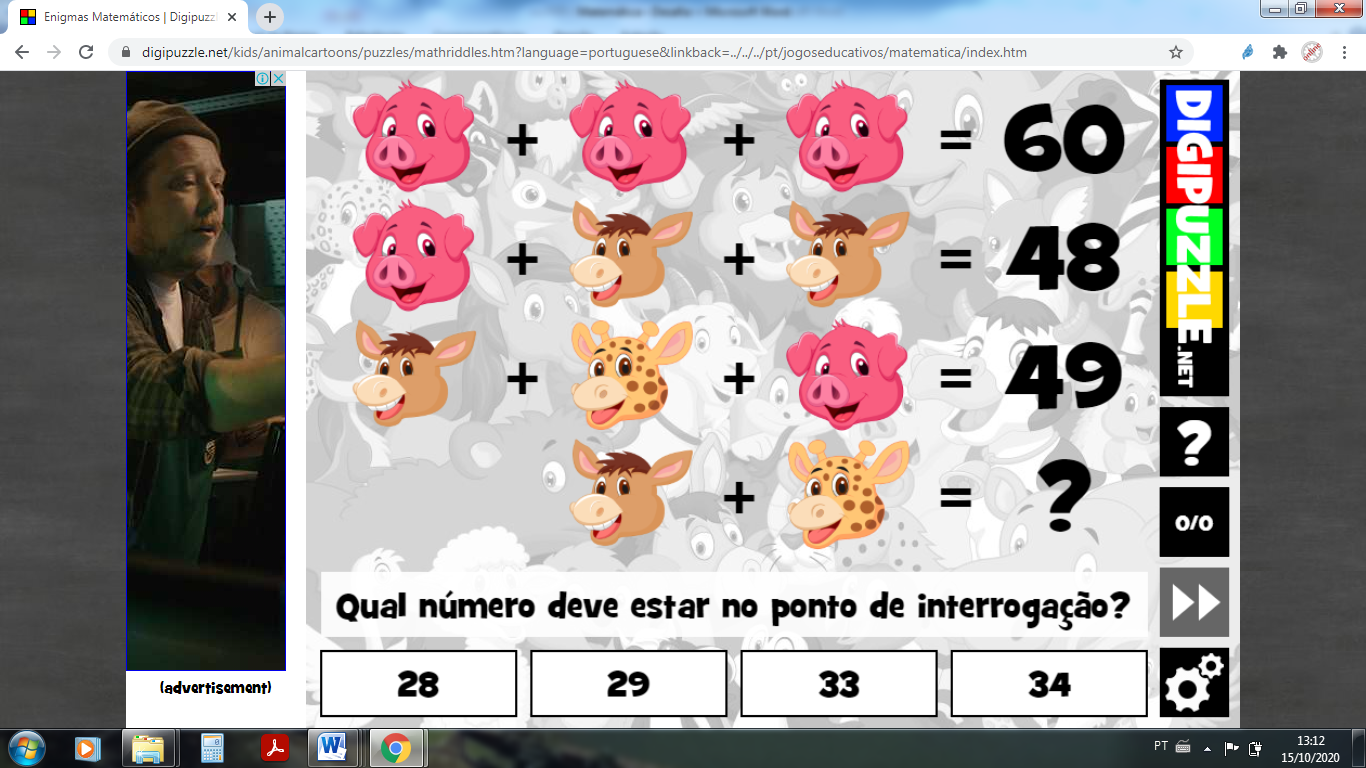 Enigmas Matemáticos | Digipuzzl
digipuzzle.net/kids/animalcartoons/puzzles/mathriddles.htm?language=portuguese&linkback=../../../pt/jogoseducativos/matematica/index.htm
+ + = 60
+ + = 48
+ + = 49
+ = ?
Qual número deve estar no ponto de interrogação?
28 29 33 34
(advertisement)
DIGIPUZZLE.NET
?
0/0
PT
13:12
15/10/2020